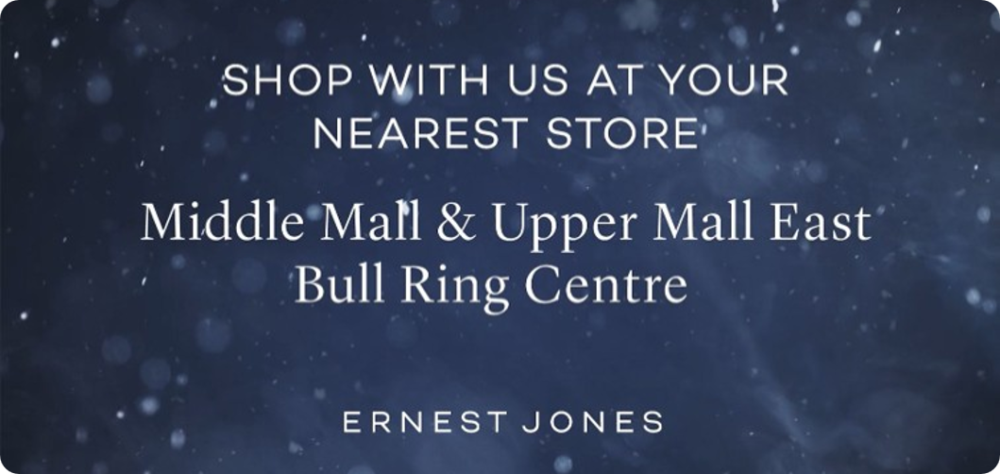 SHOP WITH US AT YOUR
NEAREST STORE
Middle Mall & Upper Mall East
Bull Ring Centre
ERNEST JONES